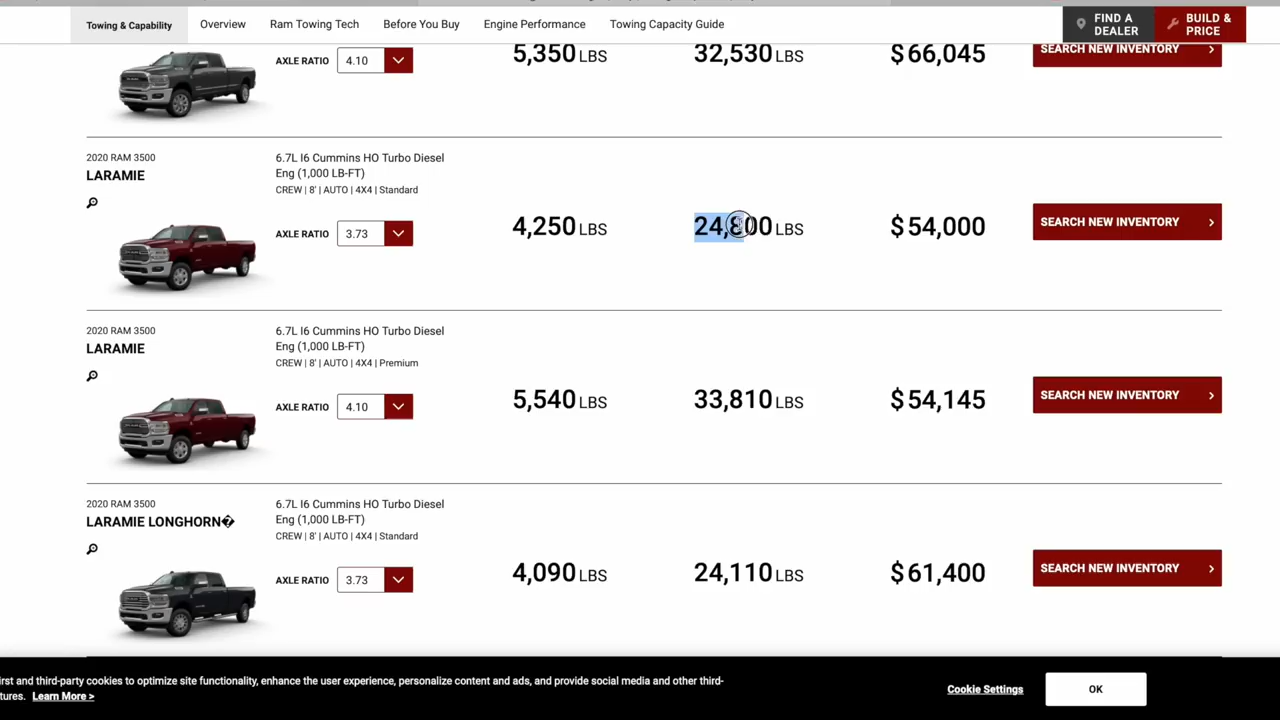 Towing & Capability
Overview
Ram Towing Tech
Before You Buy
Engine Performance
Towing Capacity Guide
FIND A
DEALER
BUILD &
PRICE
AXLE RATIO 4.10
5,350 LBS
32,530 LBS
$66,045
SEARCH NEW INVENTORY
2020 RAM 3500
LARAMIE
6.7L I6 Cummins HO Turbo Diesel
Eng (1,000 LB-FT)
CREW | 8' | AUTO | 4X4 | Standard
AXLE RATIO 3.73
4,250 LBS
24,800 LBS
$54,000
SEARCH NEW INVENTORY
2020 RAM 3500
LARAMIE
6.7L I6 Cummins HO Turbo Diesel
Eng (1,000 LB-FT)
CREW | 8' | AUTO | 4X4 | Premium
AXLE RATIO 4.10
5,540 LBS
33,810 LBS
$54,145
SEARCH NEW INVENTORY
2020 RAM 3500
LARAMIE LONGHORN�
6.7L I6 Cummins HO Turbo Diesel
Eng (1,000 LB-FT)
CREW | 8' | AUTO | 4X4 | Standard
AXLE RATIO 3.73
4,090 LBS
24,110 LBS
$61,400
SEARCH NEW INVENTORY
and third-party cookies to optimize site functionality, enhance the user experience, personalize content and ads, and provide social media and other third-
Learn More >
Cookie Settings
OK